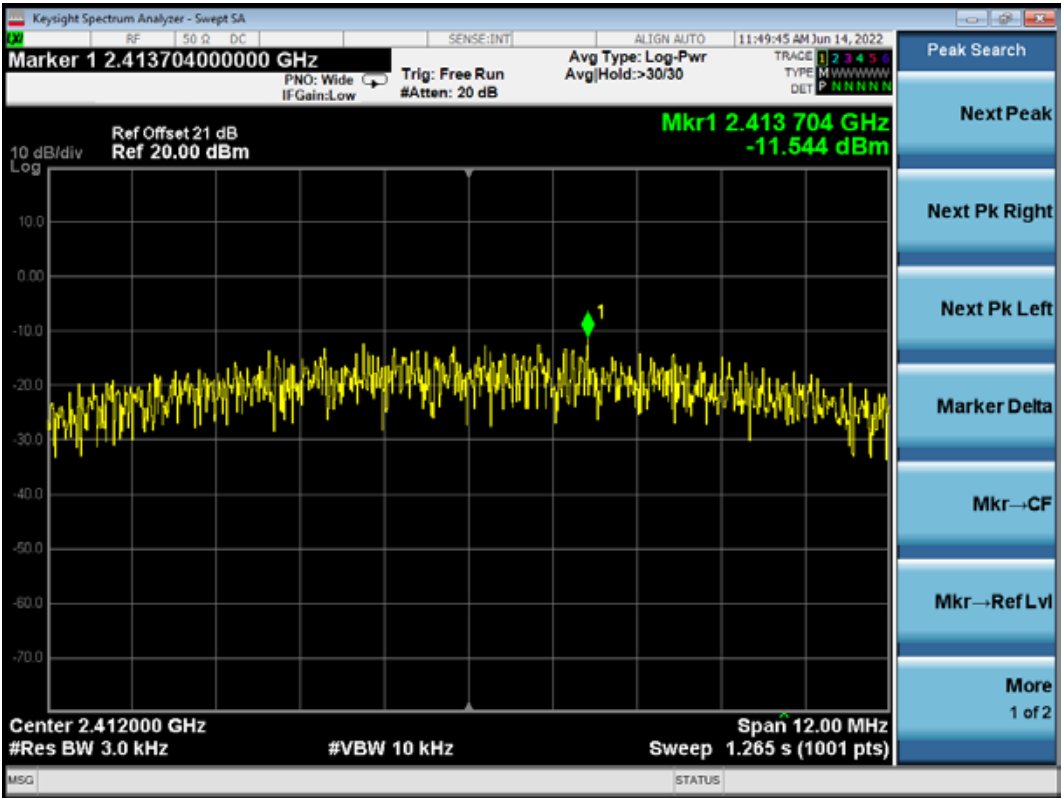 Keysight Spectrum Analyzer - Swept SA
RF 50 Ω DC SENSE:INT ALIGN AUTO 11:49:45 AM Jun 14, 2022
Marker 1 2.413704000000 GHz
PNO: Wide
IFGain:Low
Trig: Free Run
#Atten: 20 dB
Avg Type: Log-Pwr
Avg|Hold:>30/30
TRACE 1 2 3 4 5 6
TYPE M WWWWW
DET P N N N N N
Ref Offset 21 dB
10 dB/div Ref 20.00 dBm
Log
Mkr1 2.413 704 GHz
-11.544 dBm
10.0
0.00
1
-10.0
-20.0
-30.0
-40.0
-50.0
-60.0
-70.0
Center 2.412000 GHz Span 12.00 MHz
#Res BW 3.0 kHz #VBW 10 kHz Sweep 1.265 s (1001 pts)
MSG STATUS
Peak Search
Next Peak
Next Pk Right
Next Pk Left
Marker Delta
Mkr→CF
Mkr→Ref Lvl
More
1 of 2